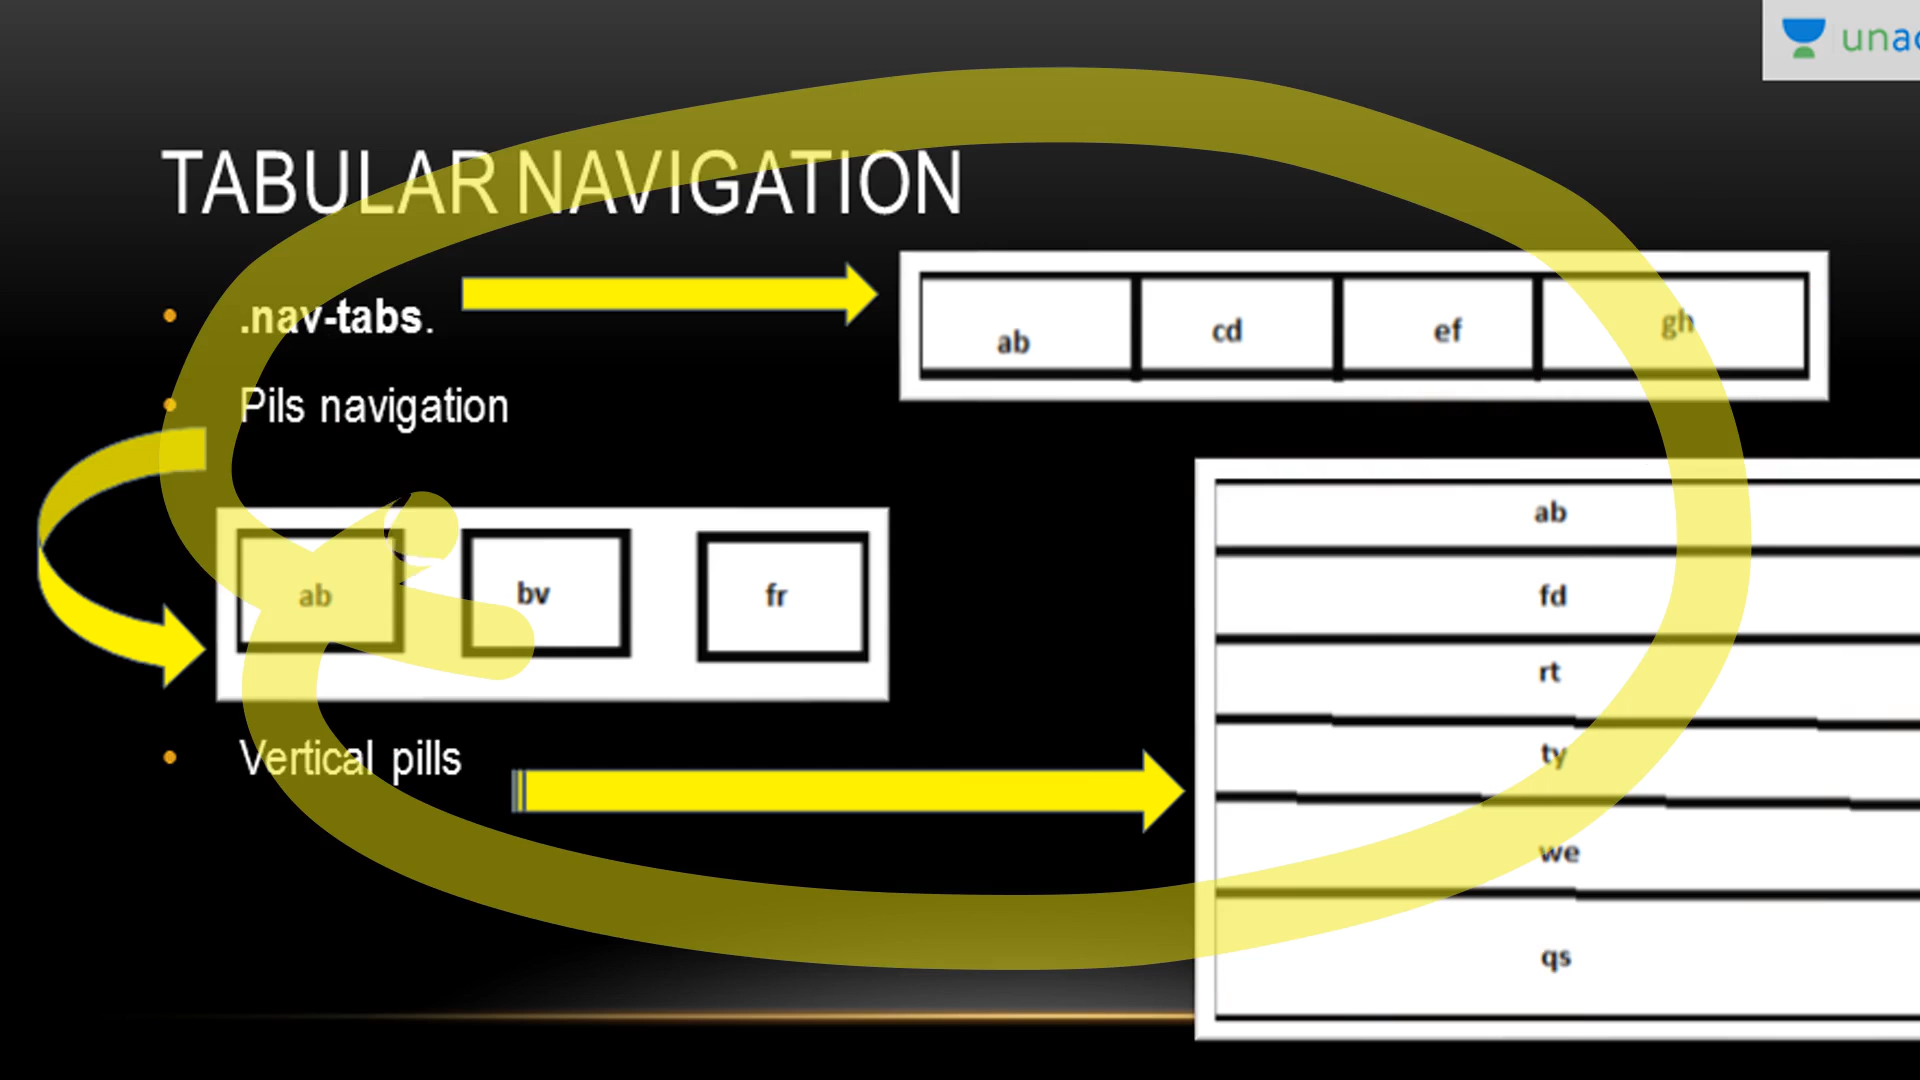 unac
TABULAR NAVIGATION
.nav-tabs.
ab cd ef gh
Pils navigation
ab bv fr
Vertical pills
ab
fd
rt
ty
we
qs